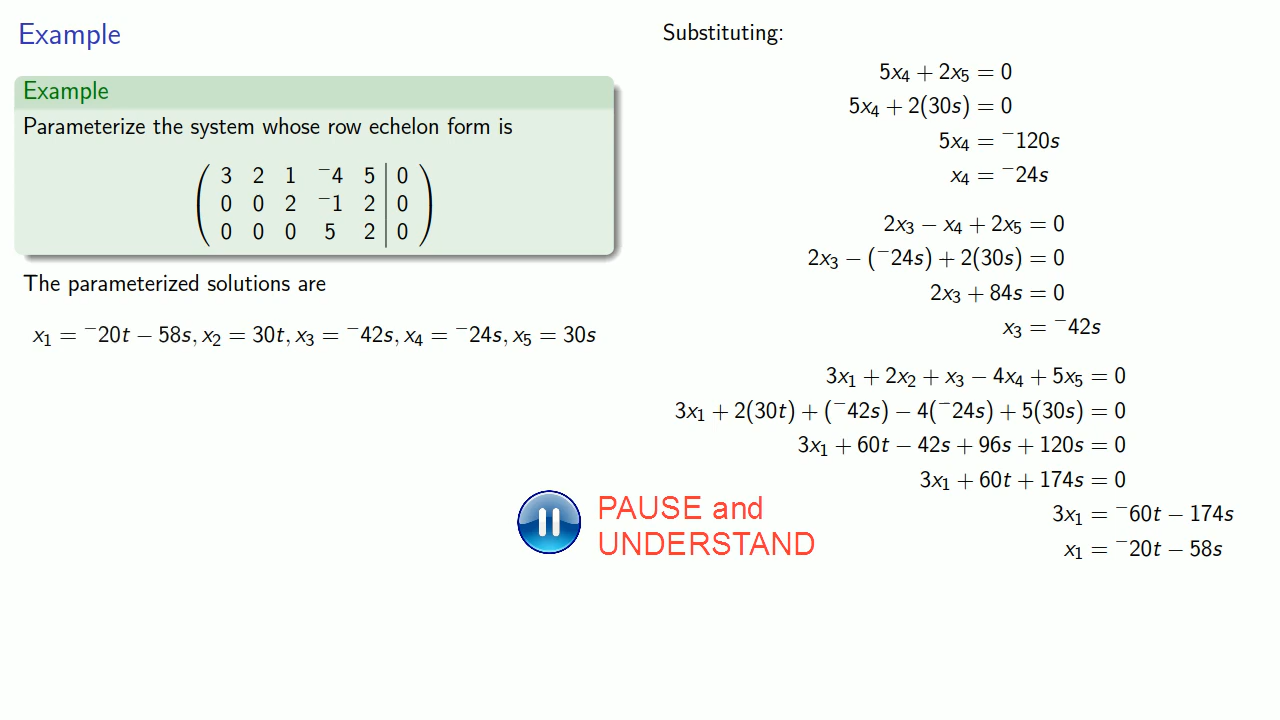 Example
Example
Parameterize the system whose row echelon form is
3 2 1 ⁻4 5 | 0
0 0 2 ⁻1 2 | 0
0 0 0 5 2 | 0
The parameterized solutions are
x₁ = ⁻20t − 58s, x₂ = 30t, x₃ = ⁻42s, x₄ = ⁻24s, x₅ = 30s
Substituting:
5x₄ + 2x₅ = 0
5x₄ + 2(30s) = 0
5x₄ = ⁻120s
x₄ = ⁻24s
2x₃ − x₄ + 2x₅ = 0
2x₃ − (⁻24s) + 2(30s) = 0
2x₃ + 84s = 0
x₃ = ⁻42s
3x₁ + 2x₂ + x₃ − 4x₄ + 5x₅ = 0
3x₁ + 2(30t) + (⁻42s) − 4(⁻24s) + 5(30s) = 0
3x₁ + 60t − 42s + 96s + 120s = 0
3x₁ + 60t + 174s = 0
3x₁ = ⁻60t − 174s
x₁ = ⁻20t − 58s
PAUSE and
UNDERSTAND